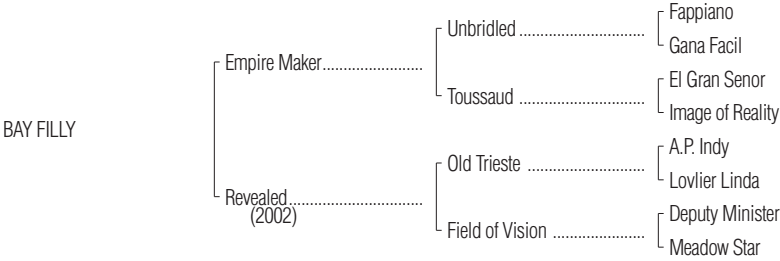 Fappiano
Unbridled ..............................
Gana Facil
Empire Maker........................
El Gran Senor
Toussaud ..............................
Image of Reality
BAY FILLY
A.P. Indy
Old Trieste ............................
Lovlier Linda
Revealed................................
(2002)
Deputy Minister
Field of Vision ......................
Meadow Star